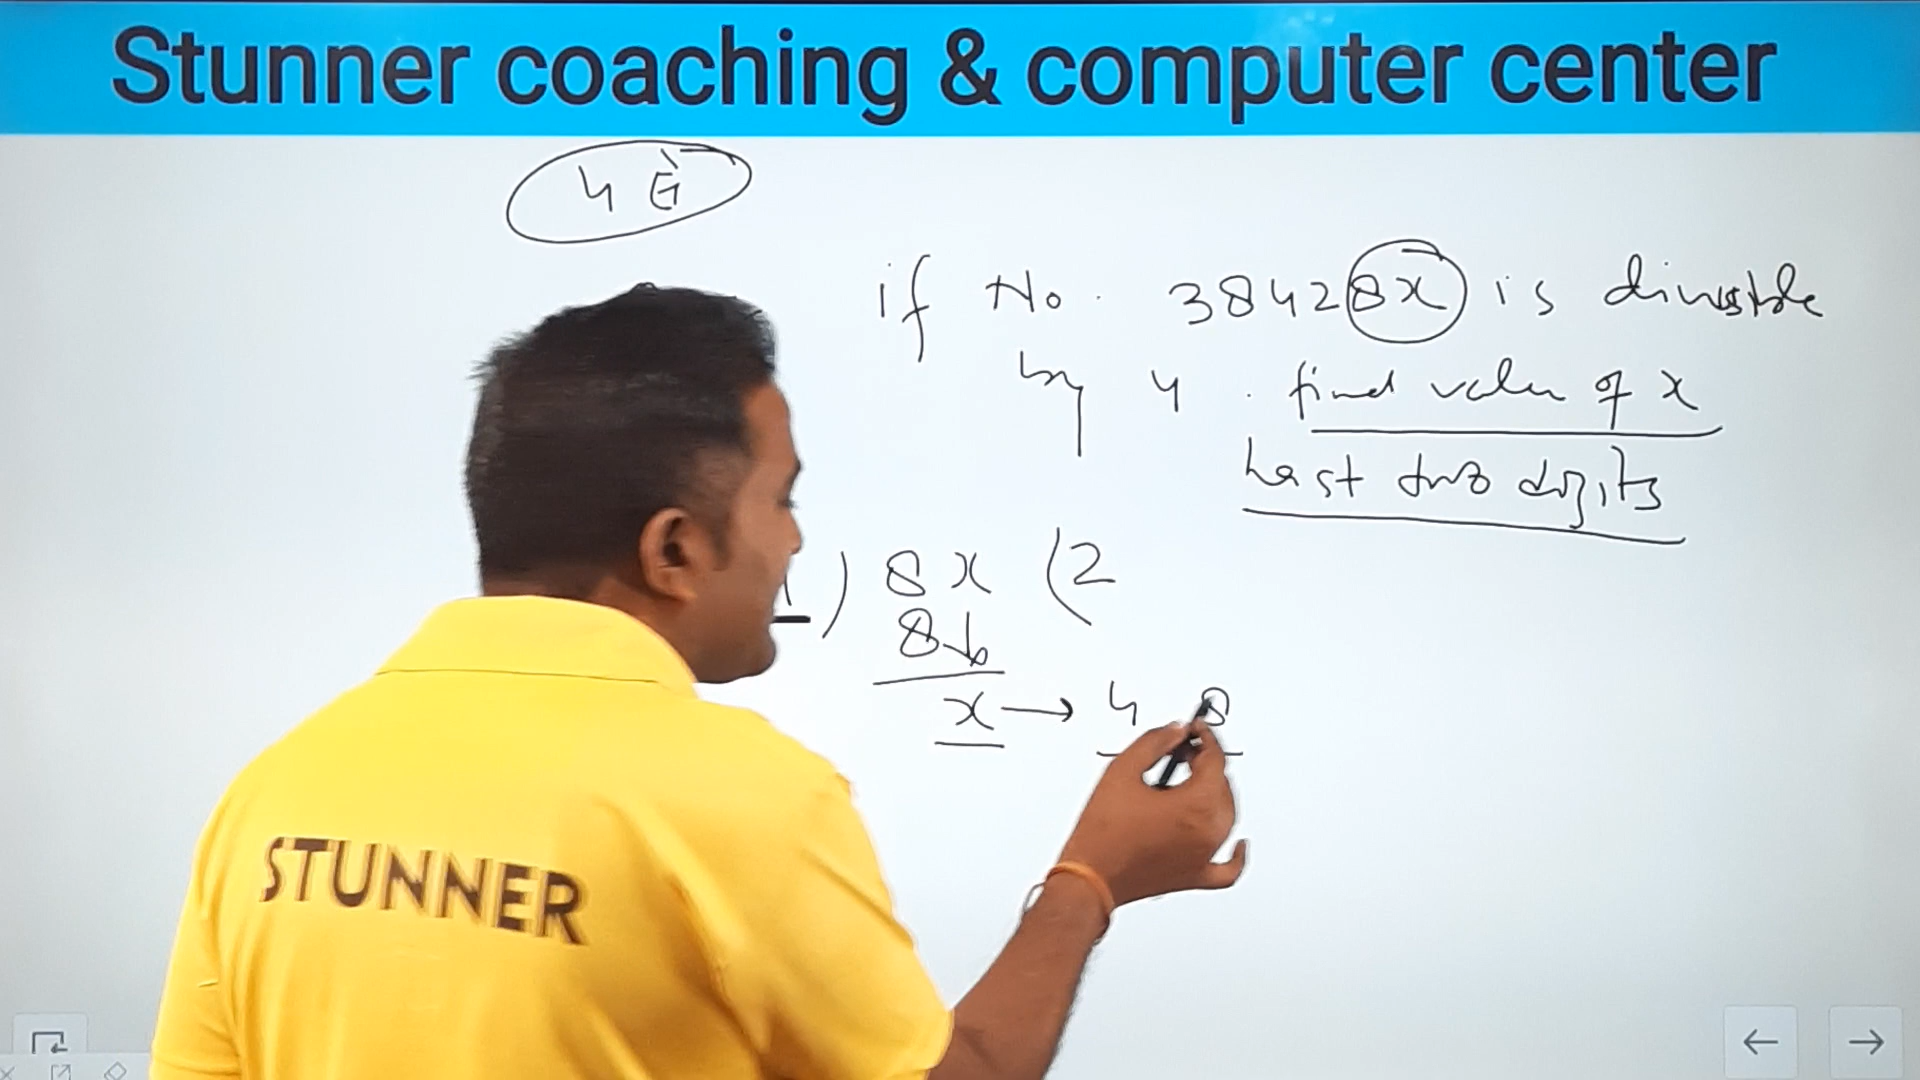 Stunner coaching & computer center
4 से
if No. 38428x is divisible
by 4. find value of x
Last two digits
) 8x (2
8↓
x → 4 8
STUNNER